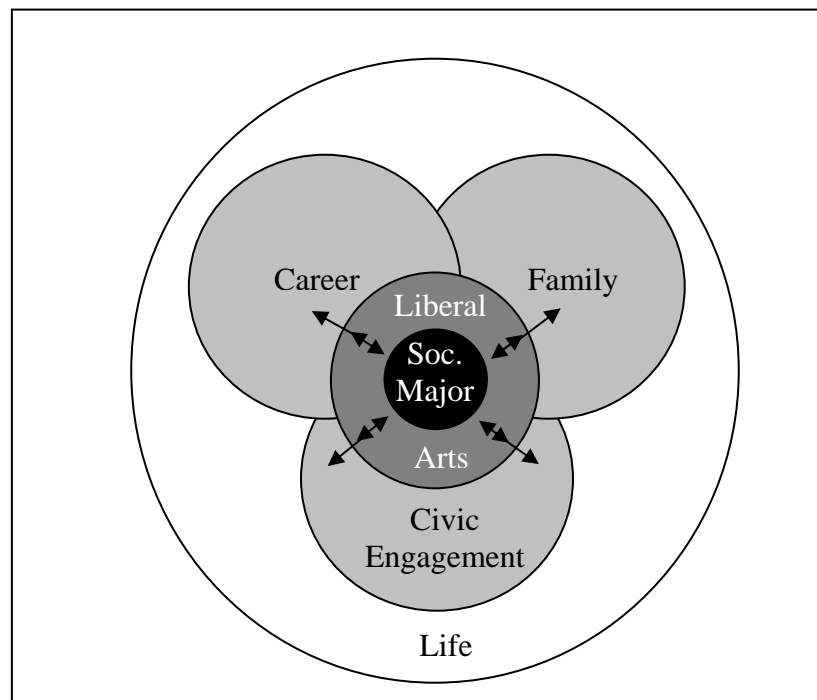 Career
Family
Liberal
Soc.
Major
Arts
Civic
Engagement
Life